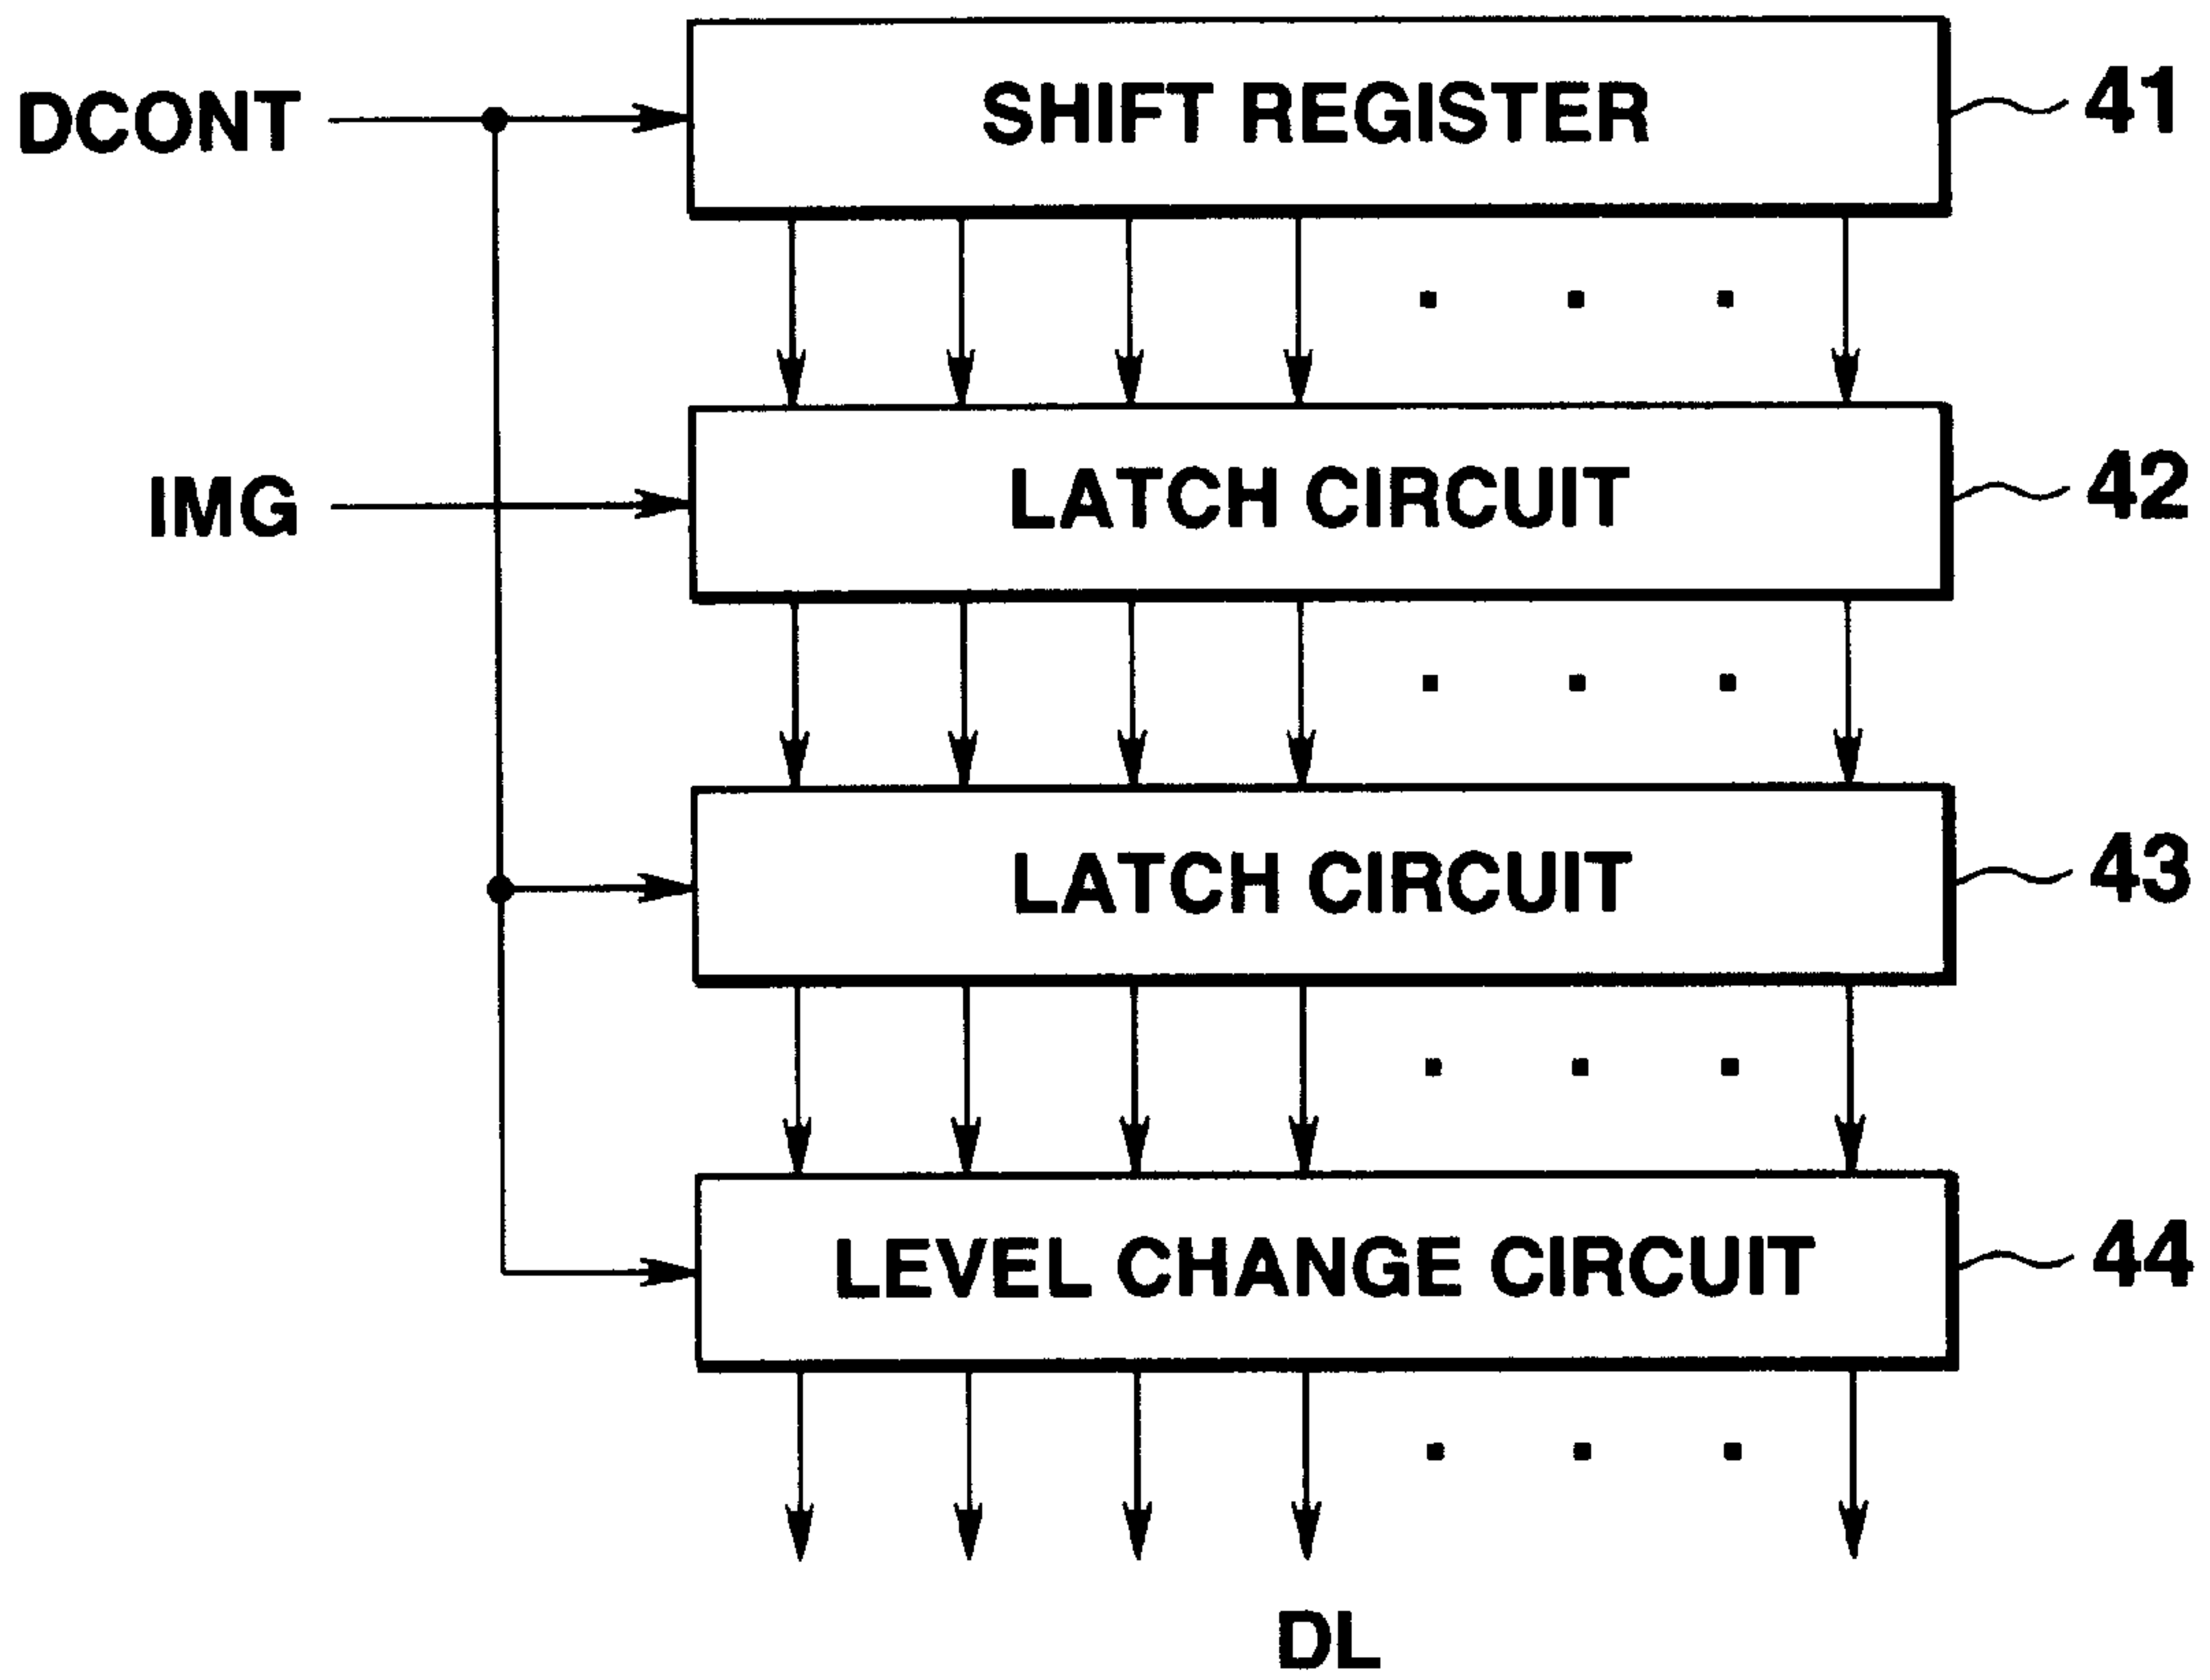 DCONT
SHIFT REGISTER
41
IMG
LATCH CIRCUIT
42
LATCH CIRCUIT
43
LEVEL CHANGE CIRCUIT
44
DL